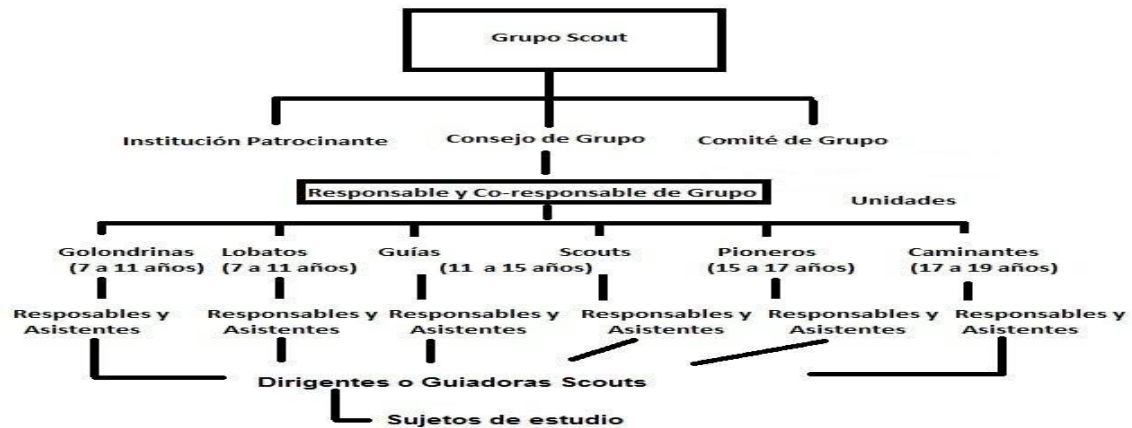 Grupo Scout
Institución Patrocinante
Consejo de Grupo
Comité de Grupo
Responsable y Co-responsable de Grupo
Unidades
Golondrinas
(7 a 11 años)
Lobatos
(7 a 11 años)
Guías
Scouts
(11 a 15 años)
Pioneros
(15 a 17 años)
Caminantes
(17 a 19 años)
Resposables y
Asistentes
Responsables y
Asistentes
Responsables y
Asistentes
Responsables y
Asistentes
Responsables y
Asistentes
Responsables y
Asistentes
Dirigentes o Guiadoras Scouts
Sujetos de estudio